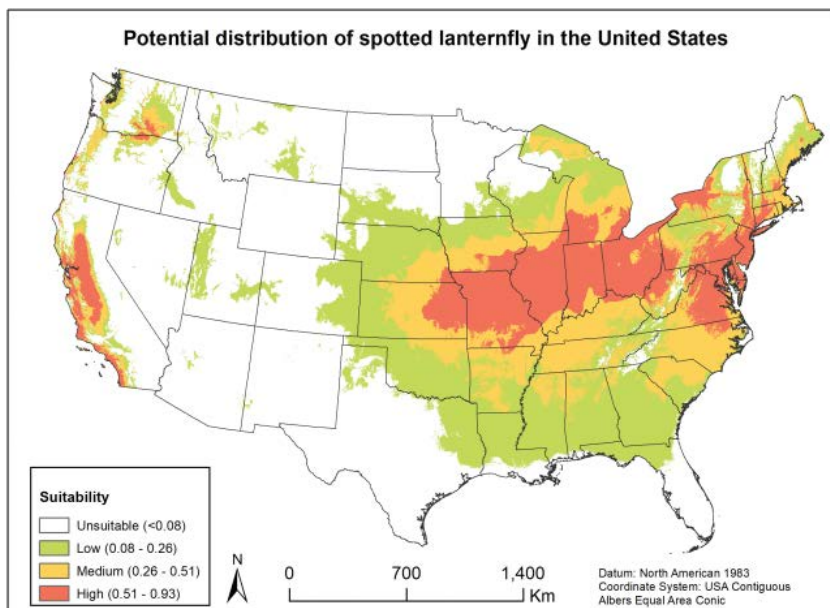 Potential distribution of spotted lanternfly in the United States
Suitability
Unsuitable (<0.08)
Low (0.08 - 0.26)
Medium (0.26 - 0.51)
High (0.51 - 0.93)
N
0 700 1,400
Km
Datum: North American 1983
Coordinate System: USA Contiguous
Albers Equal Area Conic